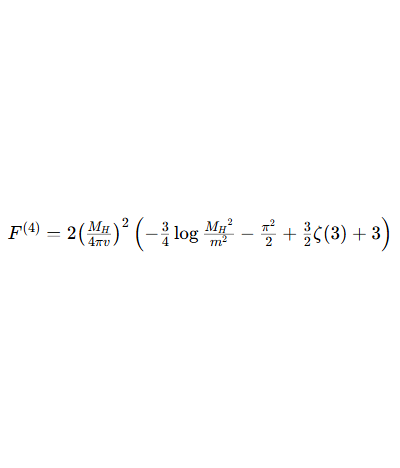 F^{(4)} = 2\left(\frac{M_H}{4\pi v}\right)^2 \left(-\frac{3}{4} \log \frac{{M_H}^2}{m^2} - \frac{\pi^2}{2} + \frac{3}{2}\zeta(3) + 3\right)